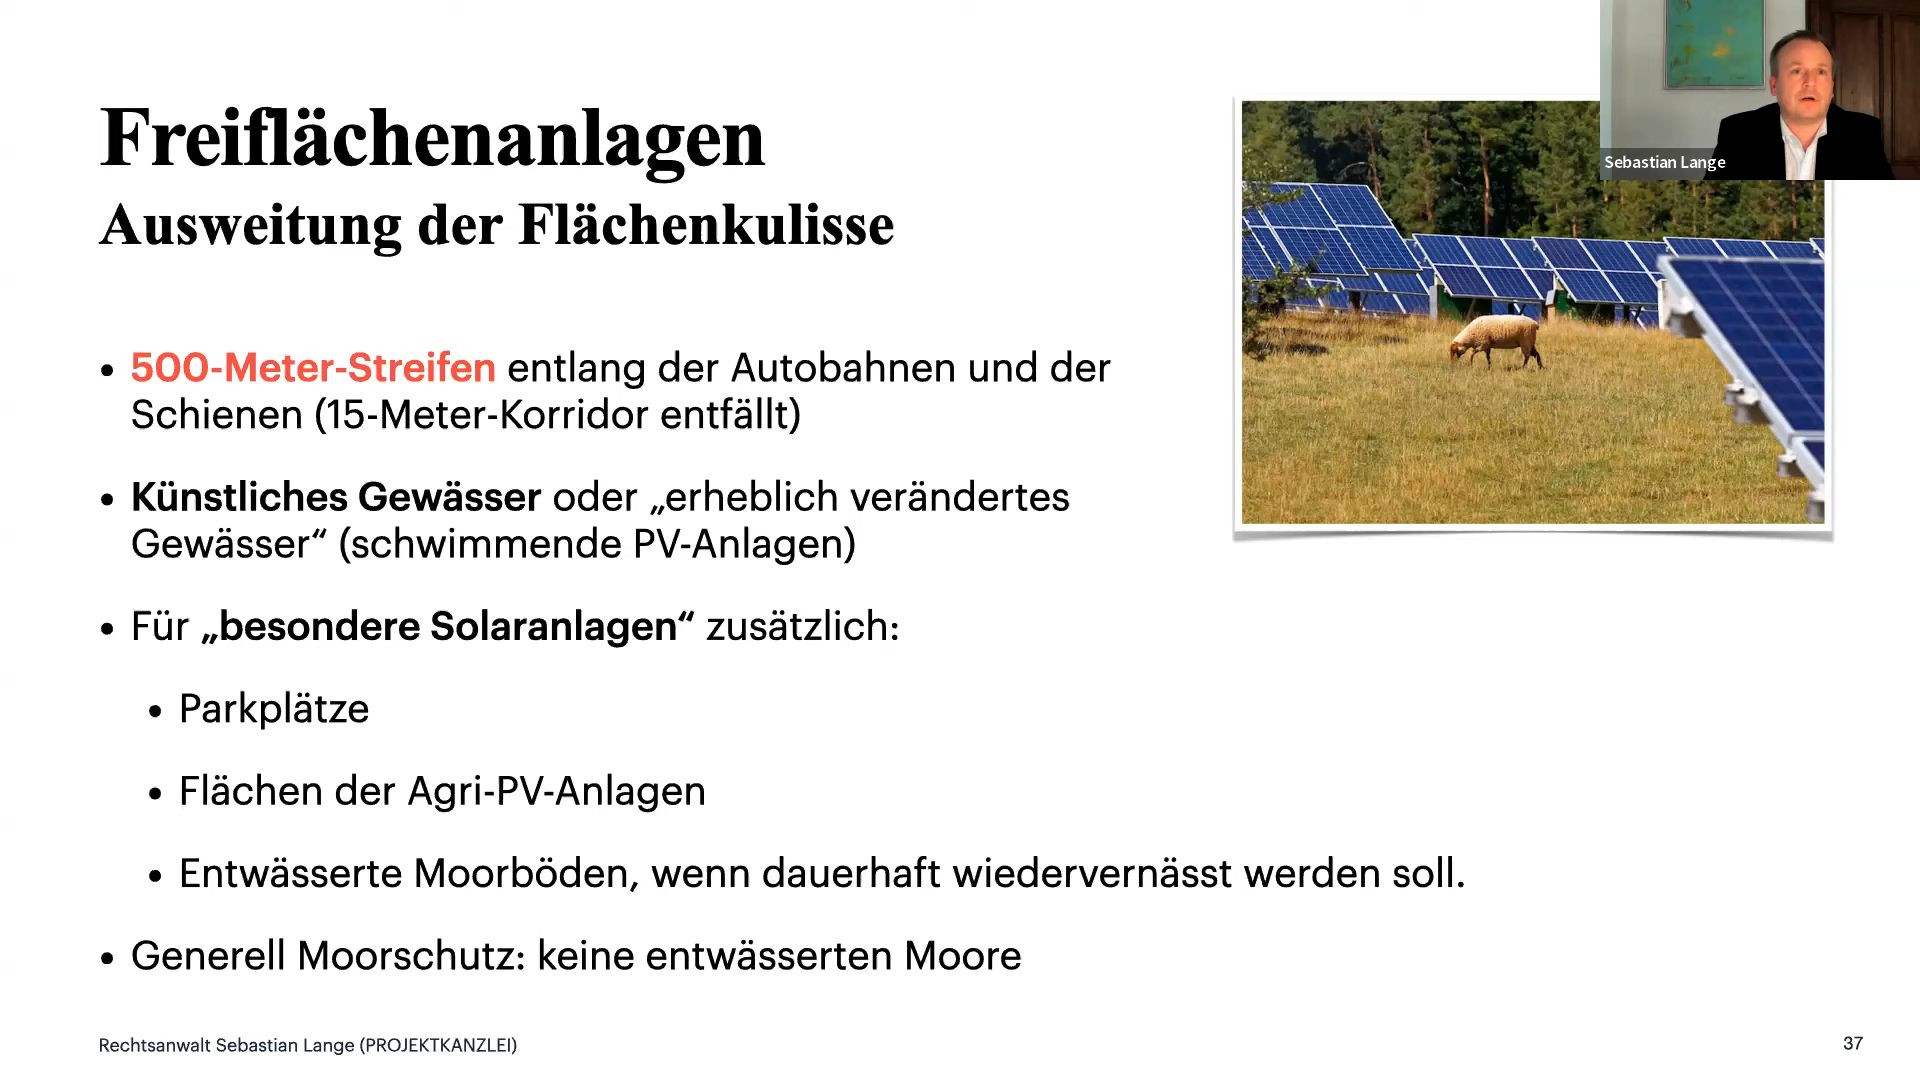 Freiflächenanlagen
Ausweitung der Flächenkulisse
Sebastian Lange
• 500-Meter-Streifen entlang der Autobahnen und der
Schienen (15-Meter-Korridor entfällt)
• Künstliches Gewässer oder „erheblich verändertes
Gewässer“ (schwimmende PV-Anlagen)
• Für „besondere Solaranlagen“ zusätzlich:
• Parkplätze
• Flächen der Agri-PV-Anlagen
• Entwässerte Moorböden, wenn dauerhaft wiedervernässt werden soll.
• Generell Moorschutz: keine entwässerten Moore
Rechtsanwalt Sebastian Lange (PROJEKTKANZLEI)
37